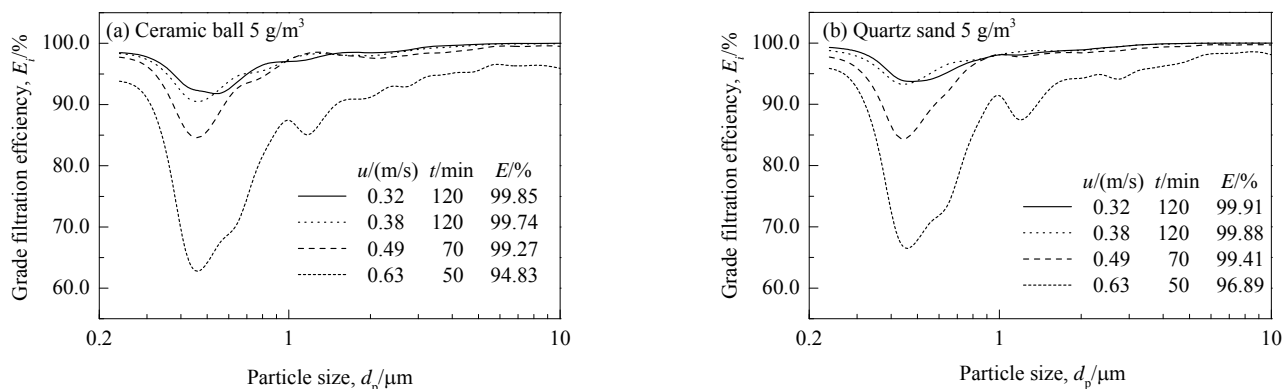 (a) Ceramic ball 5 g/m³
Grade filtration effciency, Eᵢ/%
100.0
90.0
80.0
70.0
60.0
u/(m/s) t/min E/%
0.32 120 99.85
0.38 120 99.74
0.49 70 99.27
0.63 50 94.83
0.2 1 10
Particle size, dₚ/μm
(b) Quartz sand 5 g/m³
Grade filtration effciency, Eᵢ/%
100.0
90.0
80.0
70.0
60.0
u/(m/s) t/min E/%
0.32 120 99.91
0.38 120 99.88
0.49 70 99.41
0.63 50 96.89
0.2 1 10
Particle size, dₚ/μm